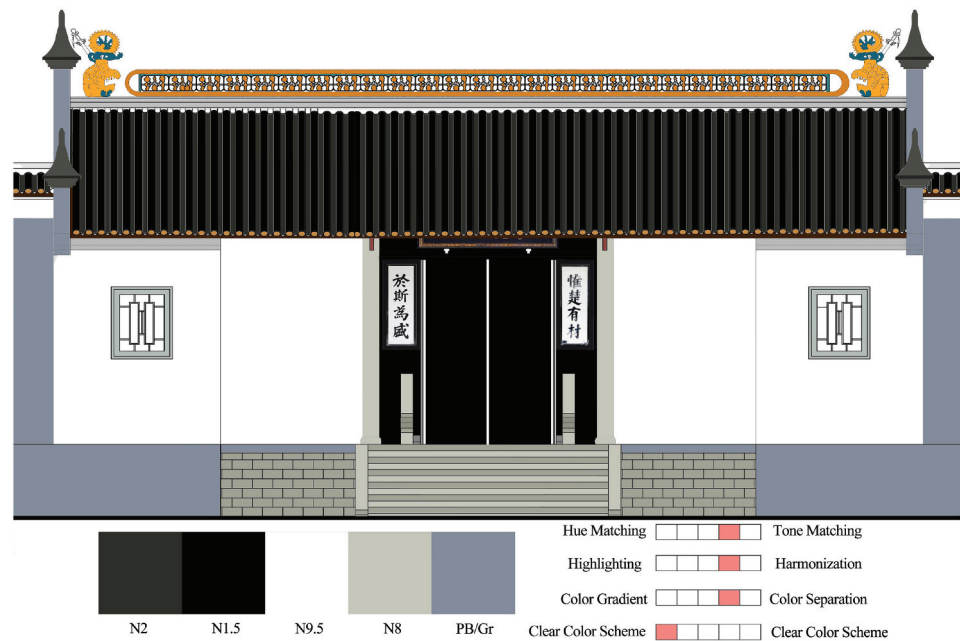 惟楚有材
於斯為盛
N2 N1.5 N9.5 N8 PB/Gr
Hue Matching Tone Matching
Highlighting Harmonization
Color Gradient Color Separation
Clear Color Scheme Clear Color Scheme